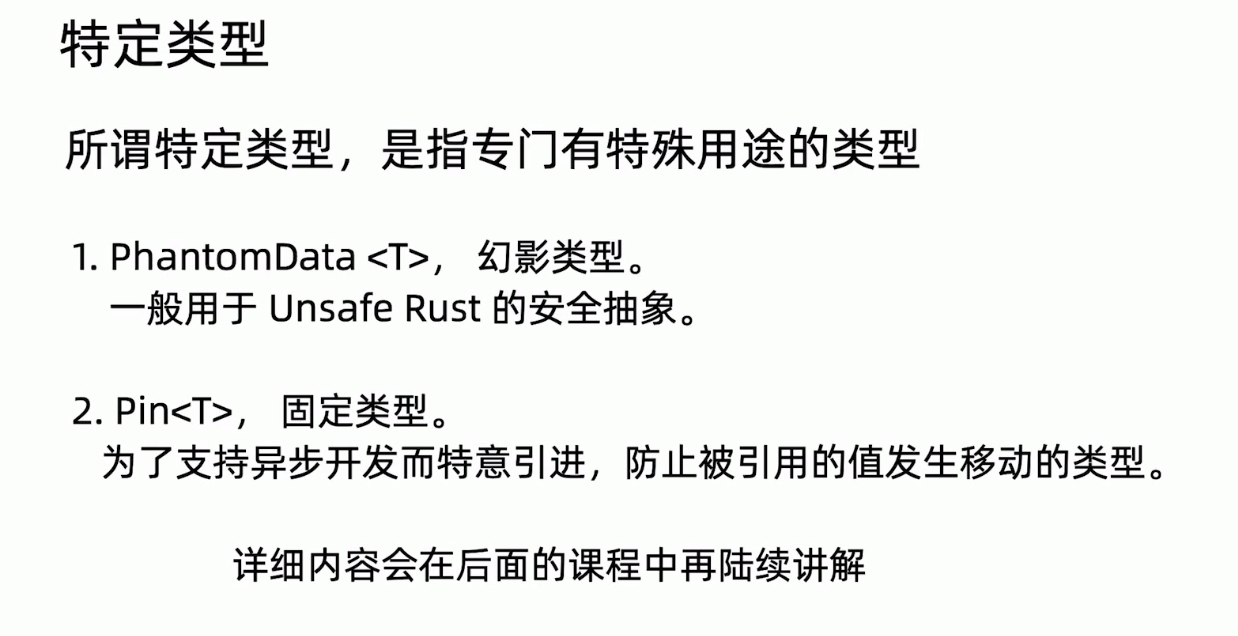 特定类型
所谓特定类型，是指专门有特殊用途的类型
1. PhantomData <T>， 幻影类型。
一般用于 Unsafe Rust 的安全抽象。
2. Pin<T>， 固定类型。
为了支持异步开发而特意引进，防止被引用的值发生移动的类型。
详细内容会在后面的课程中再陆续讲解